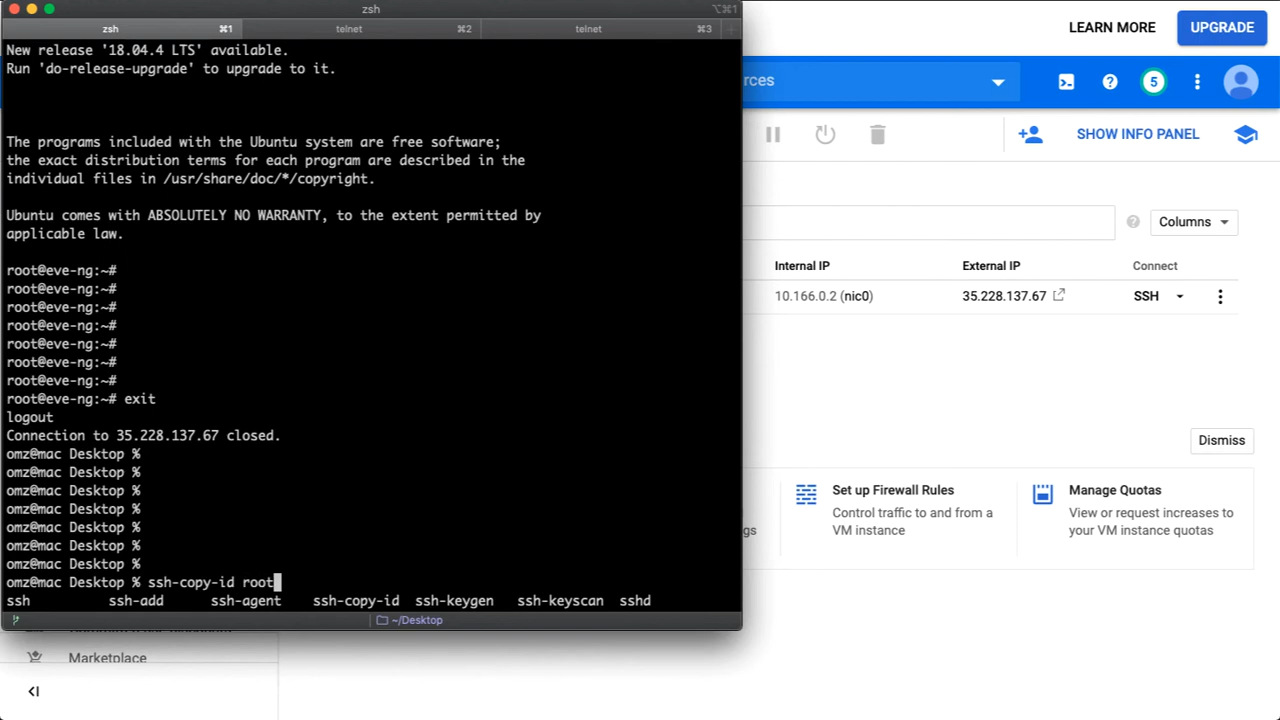 zsh
⌥⌘1
zsh ⌘1 telnet ⌘2 telnet ⌘3
New release '18.04.4 LTS' available.
Run 'do-release-upgrade' to upgrade to it.
The programs included with the Ubuntu system are free software;
the exact distribution terms for each program are described in the
individual files in /usr/share/doc/*/copyright.
Ubuntu comes with ABSOLUTELY NO WARRANTY, to the extent permitted by
applicable law.
root@eve-ng:~#
root@eve-ng:~#
root@eve-ng:~#
root@eve-ng:~#
root@eve-ng:~#
root@eve-ng:~#
root@eve-ng:~#
root@eve-ng:~# exit
logout
Connection to 35.228.137.67 closed.
omz@mac Desktop %
omz@mac Desktop %
omz@mac Desktop %
omz@mac Desktop %
omz@mac Desktop %
omz@mac Desktop %
omz@mac Desktop %
omz@mac Desktop % ssh-copy-id root
ssh ssh-add ssh-agent ssh-copy-id ssh-keygen ssh-keyscan sshd
~/Desktop
LEARN MORE UPGRADE
rces
5
SHOW INFO PANEL
Columns
Internal IP External IP Connect
10.166.0.2 (nic0) 35.228.137.67 SSH
Dismiss
gs
Set up Firewall Rules
Control traffic to and from a
VM instance
Manage Quotas
View or request increases to
your VM instance quotas
Marketplace